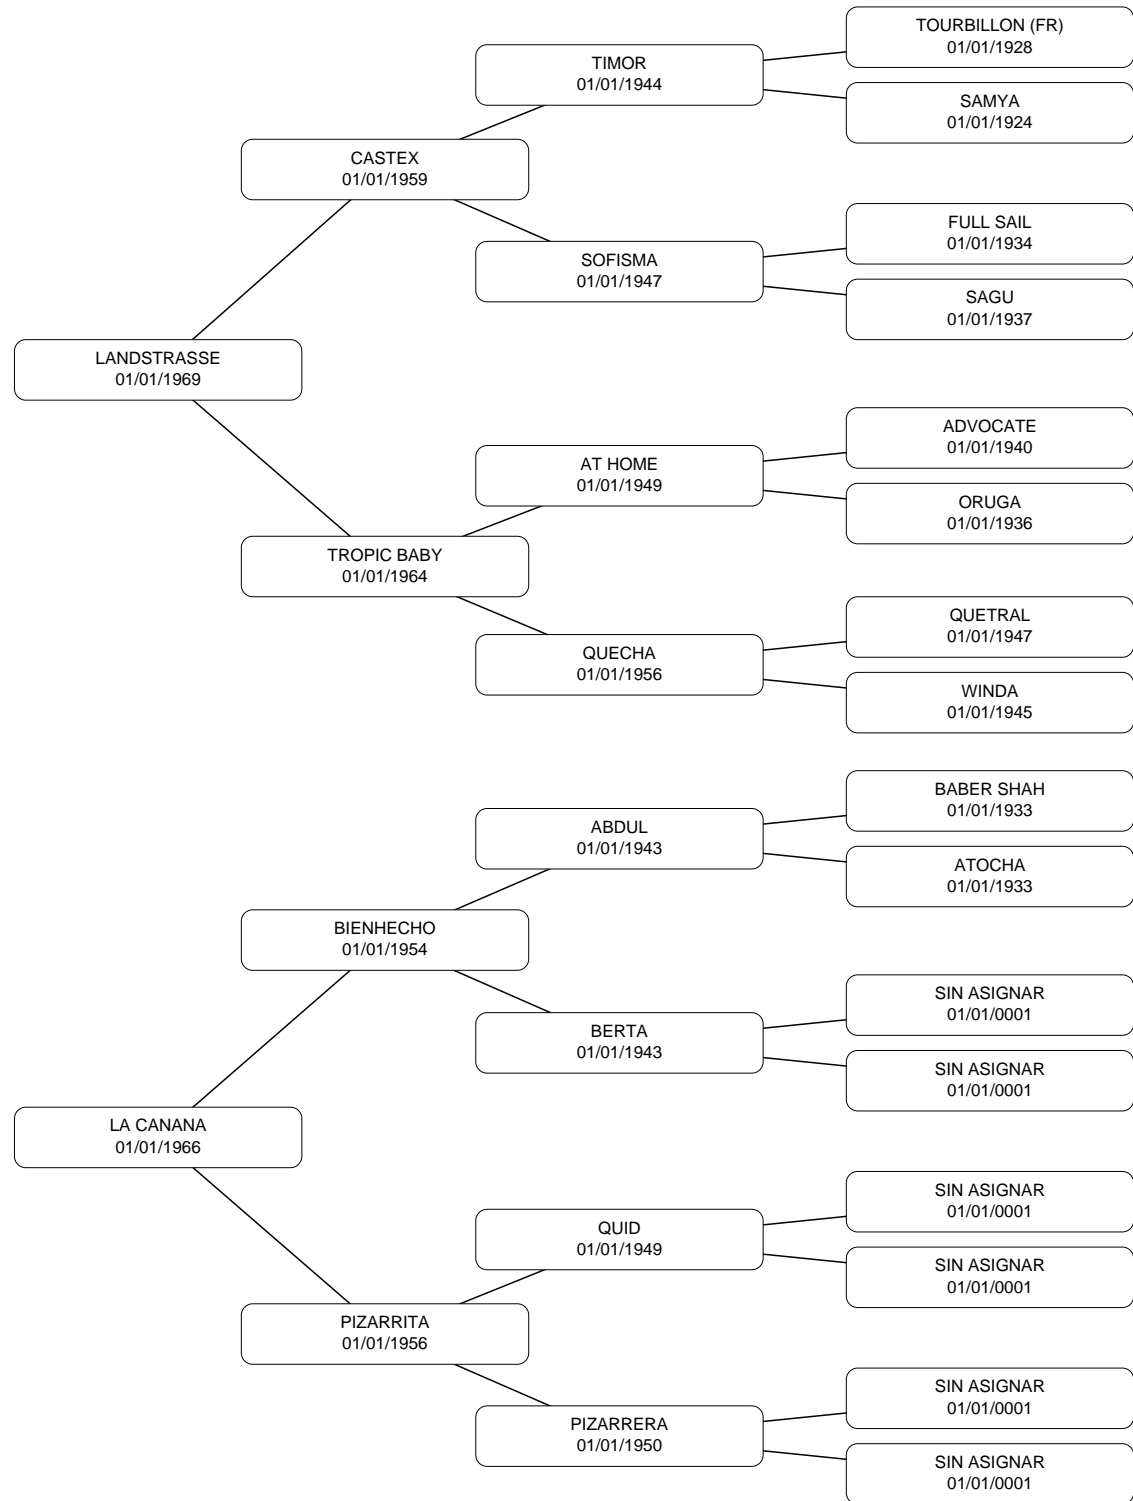 TOURBILLON (FR)
01/01/1928
TIMOR
01/01/1944
SAMYA
01/01/1924
CASTEX
01/01/1959
FULL SAIL
01/01/1934
SOFISMA
01/01/1947
SAGU
01/01/1937
LANDSTRASSE
01/01/1969
ADVOCATE
01/01/1940
AT HOME
01/01/1949
ORUGA
01/01/1936
TROPIC BABY
01/01/1964
QUETRAL
01/01/1947
QUECHA
01/01/1956
WINDA
01/01/1945
BABER SHAH
01/01/1933
ABDUL
01/01/1943
ATOCHA
01/01/1933
BIENHECHO
01/01/1954
SIN ASIGNAR
01/01/0001
BERTA
01/01/1943
SIN ASIGNAR
01/01/0001
LA CANANA
01/01/1966
SIN ASIGNAR
01/01/0001
QUID
01/01/1949
SIN ASIGNAR
01/01/0001
PIZARRITA
01/01/1956
SIN ASIGNAR
01/01/0001
PIZARRERA
01/01/1950
SIN ASIGNAR
01/01/0001